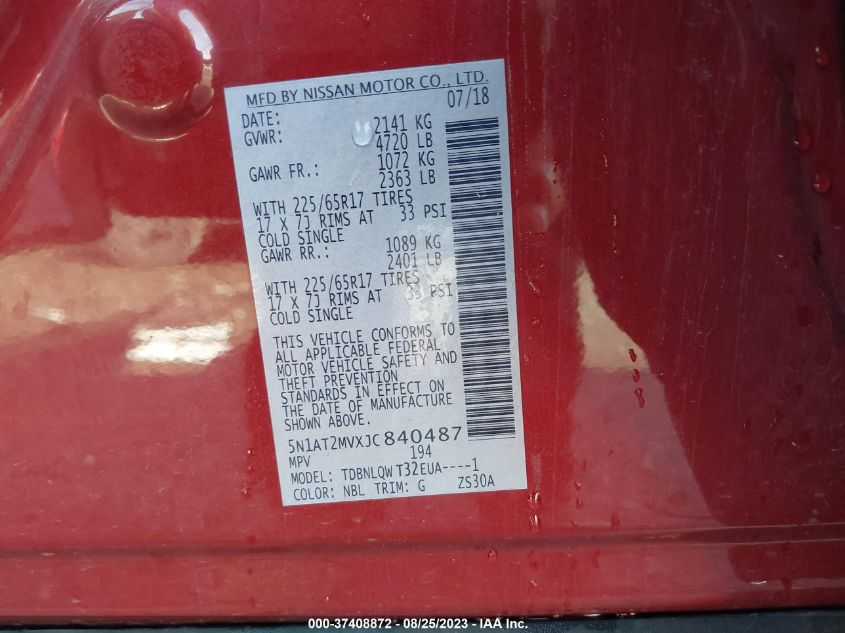 MFD BY NISSAN MOTOR CO., LTD.
DATE: 07/18
GVWR: 2141 KG
4720 LB
GAWR FR.: 1072 KG
2363 LB
WITH 225/65R17 TIRES
17 X 7J RIMS AT 33 PSI
COLD SINGLE
GAWR RR.: 1089 KG
2401 LB
WITH 225/65R17 TIRES
17 X 7J RIMS AT 33 PSI
COLD SINGLE
THIS VEHICLE CONFORMS TO
ALL APPLICABLE FEDERAL
MOTOR VEHICLE SAFETY AND
THEFT PREVENTION
STANDARDS IN EFFECT ON
THE DATE OF MANUFACTURE
SHOWN ABOVE.
5N1AT2MVXJC840487
MPV 194
MODEL: TDBNLQWT32EUA----1
COLOR: NBL TRIM: G ZS30A
000-37408872 - 08/25/2023 - © IAA Inc.